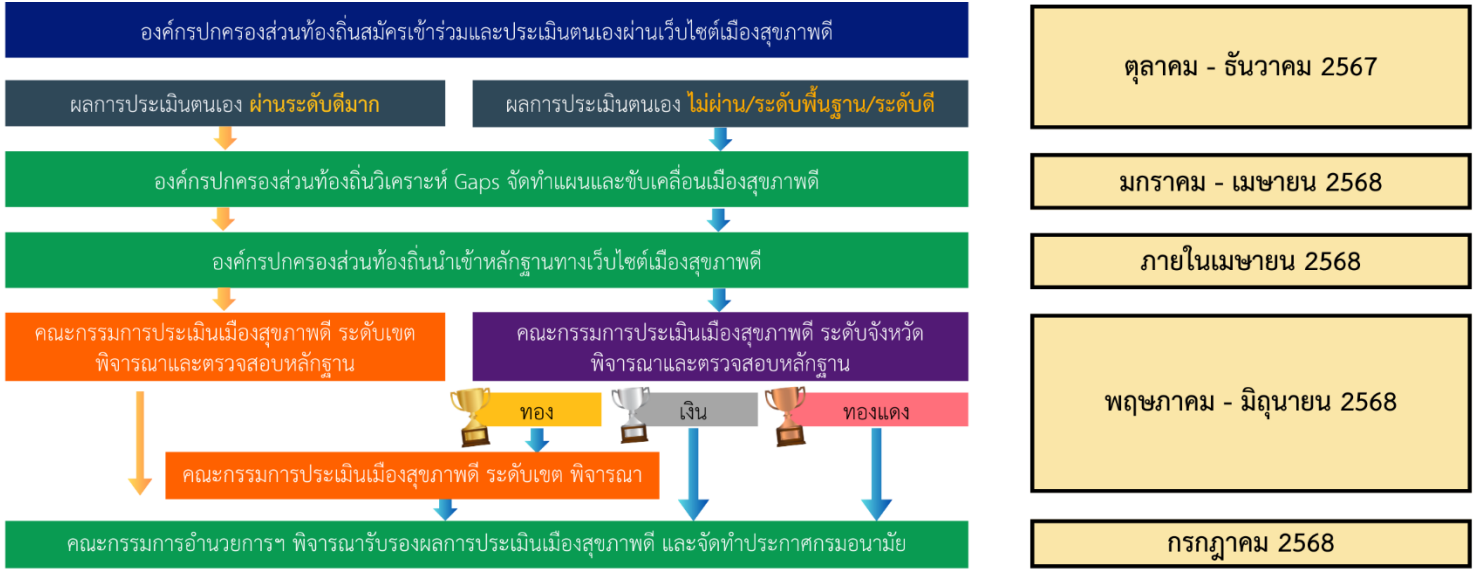 องค์กรปกครองส่วนท้องถิ่นสมัครเข้าร่วมและประเมินตนเองผ่านเว็บไซต์เมืองสุขภาพดี
ตุลาคม - ธันวาคม 2567
ผลการประเมินตนเอง ผ่านระดับดีมาก
ผลการประเมินตนเอง ไม่ผ่าน/ระดับพื้นฐาน/ระดับดี
องค์กรปกครองส่วนท้องถิ่นวิเคราะห์ Gaps จัดทำแผนและขับเคลื่อนเมืองสุขภาพดี
มกราคม - เมษายน 2568
องค์กรปกครองส่วนท้องถิ่นนำเข้าหลักฐานทางเว็บไซต์เมืองสุขภาพดี
ภายในเมษายน 2568
คณะกรรมการประเมินเมืองสุขภาพดี ระดับเขต
พิจารณาและตรวจสอบหลักฐาน
คณะกรรมการประเมินเมืองสุขภาพดี ระดับจังหวัด
พิจารณาและตรวจสอบหลักฐาน
พฤษภาคม - มิถุนายน 2568
ทอง
เงิน
ทองแดง
คณะกรรมการประเมินเมืองสุขภาพดี ระดับเขต พิจารณา
คณะกรรมการอำนวยการฯ พิจารณารับรองผลการประเมินเมืองสุขภาพดี และจัดทำประกาศกรมอนามัย
กรกฎาคม 2568